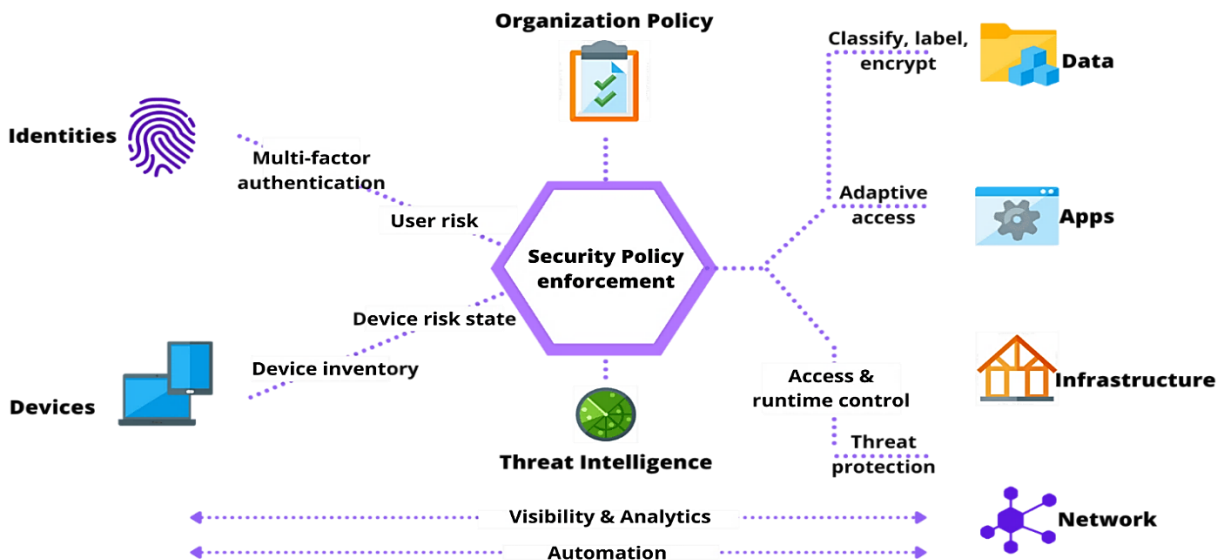 Organization Policy
Classify, label,
encrypt
Data
Identities
Multi-factor
authentication
User risk
Adaptive
access
Apps
Security Policy
enforcement
Device risk state
Device inventory
Devices
Access &
runtime control
Infrastructure
Threat Intelligence
Threat
protection
Visibility & Analytics
Network
Automation